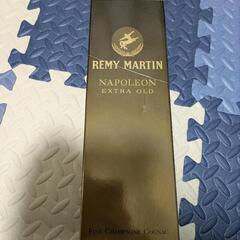 REMY MARTIN
NAPOLEON
EXTRA OLD
FINE CHAMPAGNE COGNAC